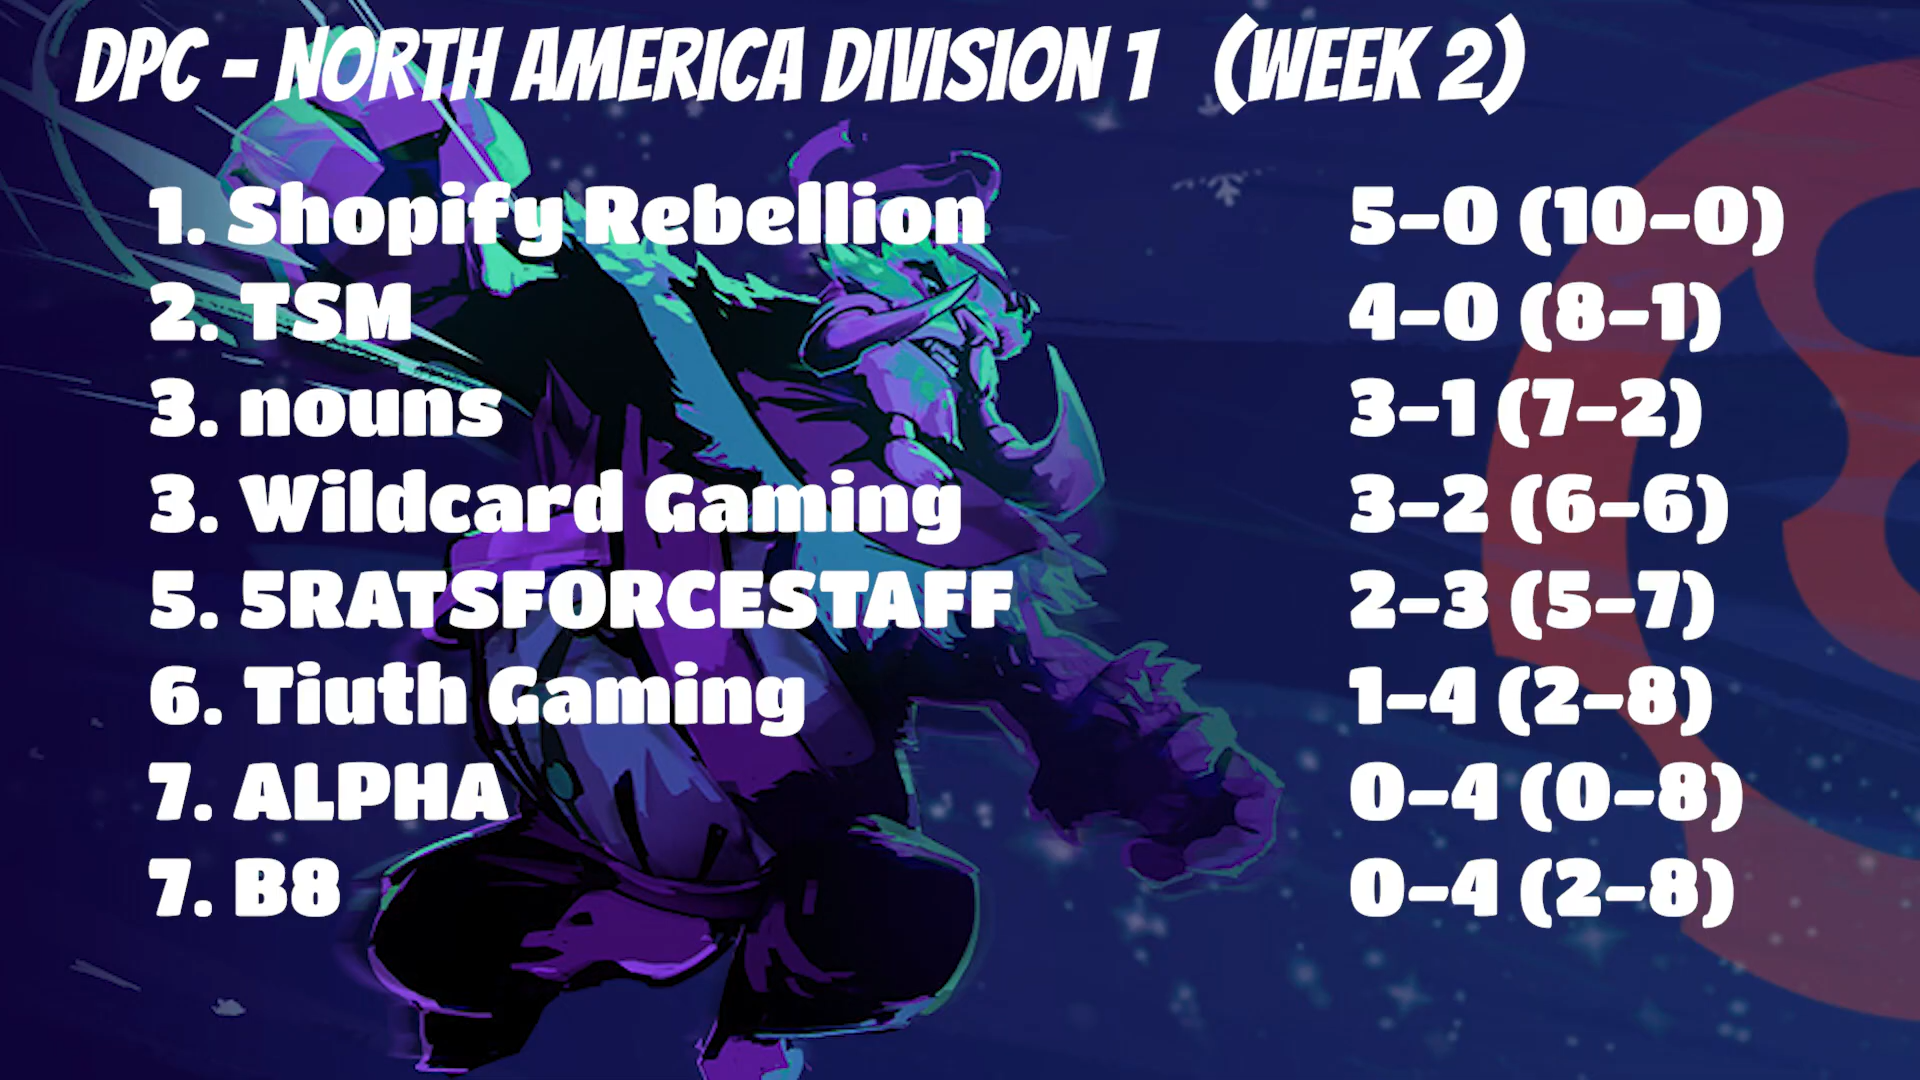 DPC - NORTH AMERICA DIVISION 1 (WEEK 2)
1. Shopify Rebellion 5-0 (10-0)
2. TSM 4-0 (8-1)
3. nouns 3-1 (7-2)
3. Wildcard Gaming 3-2 (6-6)
5. 5RATSFORCESTAFF 2-3 (5-7)
6. Tiuth Gaming 1-4 (2-8)
7. ALPHA 0-4 (0-8)
7. B8 0-4 (2-8)